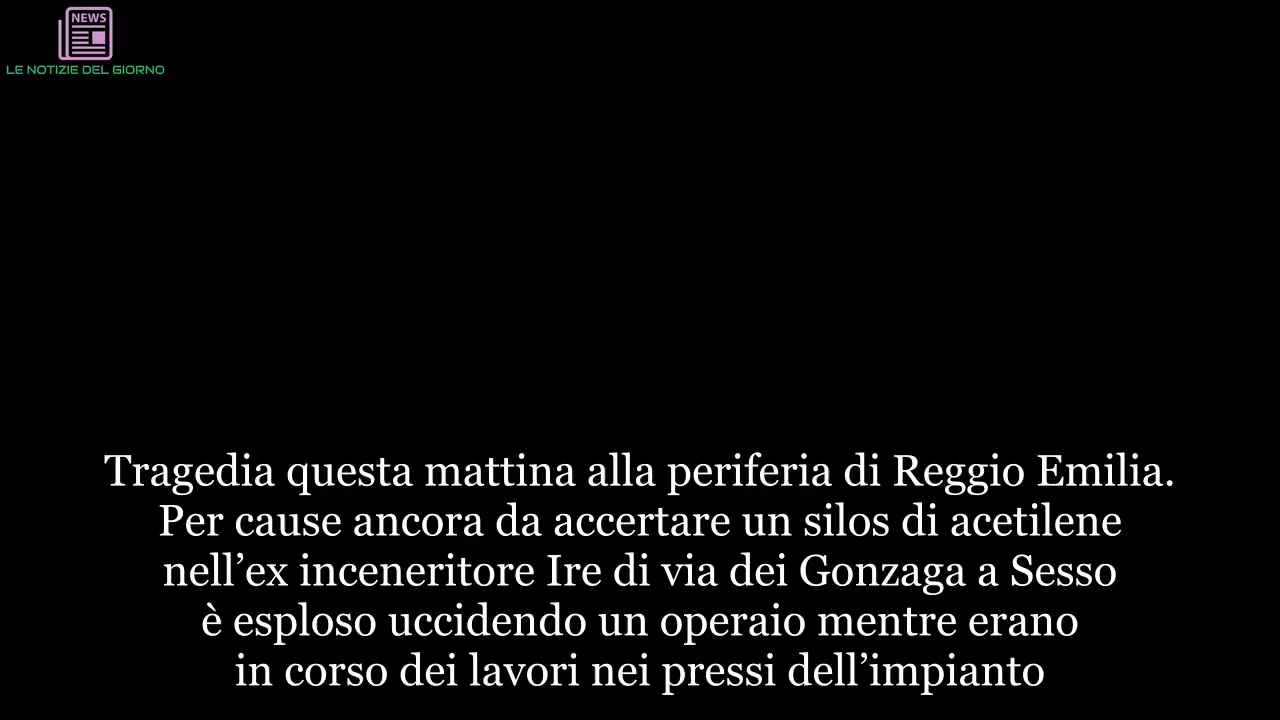 NEWS
LE NOTIZIE DEL GIORNO
Tragedia questa mattina alla periferia di Reggio Emilia.
Per cause ancora da accertare un silos di acetilene
nell’ex inceneritore Ire di via dei Gonzaga a Sesso
è esploso uccidendo un operaio mentre erano
in corso dei lavori nei pressi dell’impianto